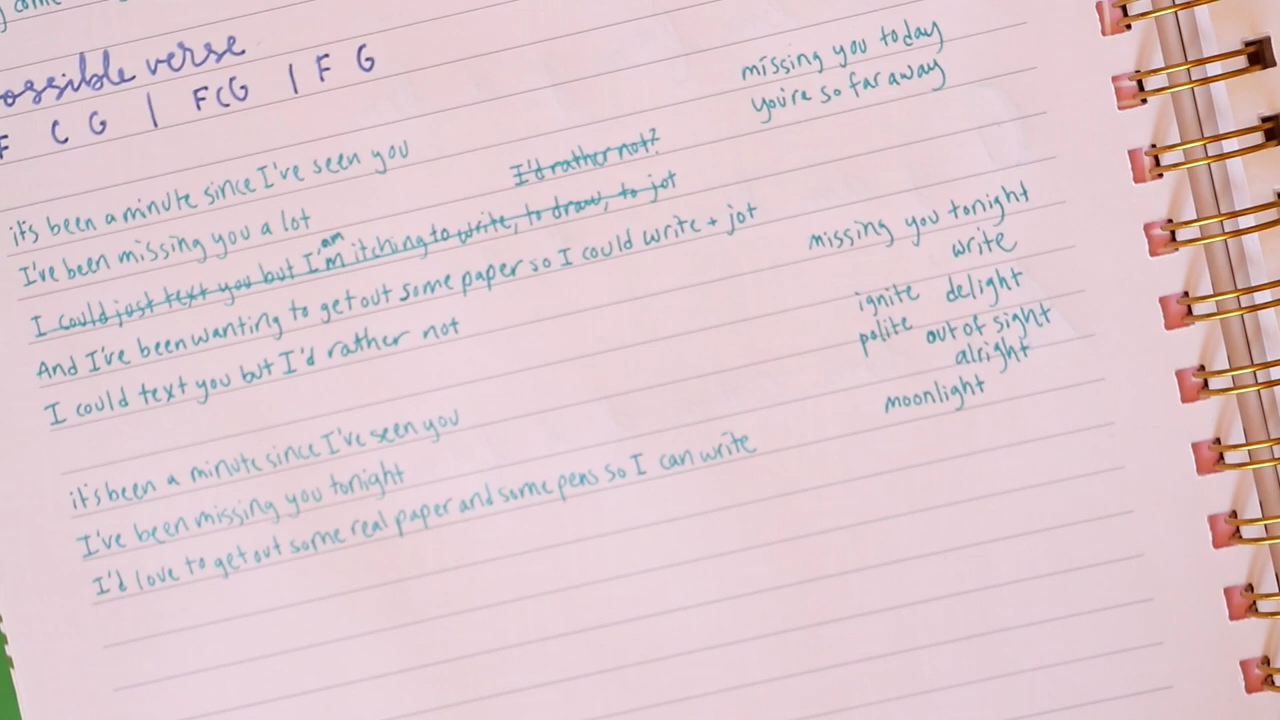 come
ossible verse
F C G | F C G | F G
missing you today
you're so far away
it's been a minute since I've seen you
I've been missing you a lot
I'd rather not?
I could just text you but I'm am itching to write, to draw, to jot
And I've been wanting to get out some paper so I could write + jot
I could text you but I'd rather not
missing you tonight
write
ignite delight
polite out of sight
alright
moonlight
it's been a minute since I've seen you
I've been missing you tonight
I'd love to get out some real paper and some pens so I can write